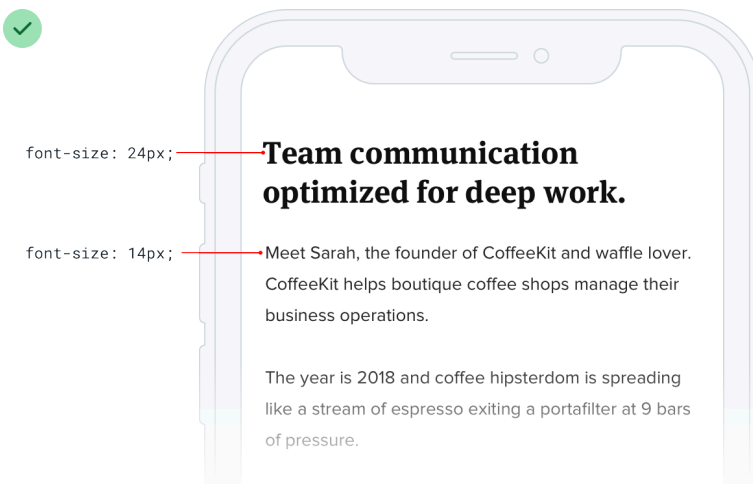 font-size: 24px;
Team communication
optimized for deep work.
font-size: 14px;
Meet Sarah, the founder of CoffeeKit and waffle lover.
CoffeeKit helps boutique coffee shops manage their
business operations.
The year is 2018 and coffee hipsterdom is spreading
like a stream of espresso exiting a portafilter at 9 bars
of pressure.